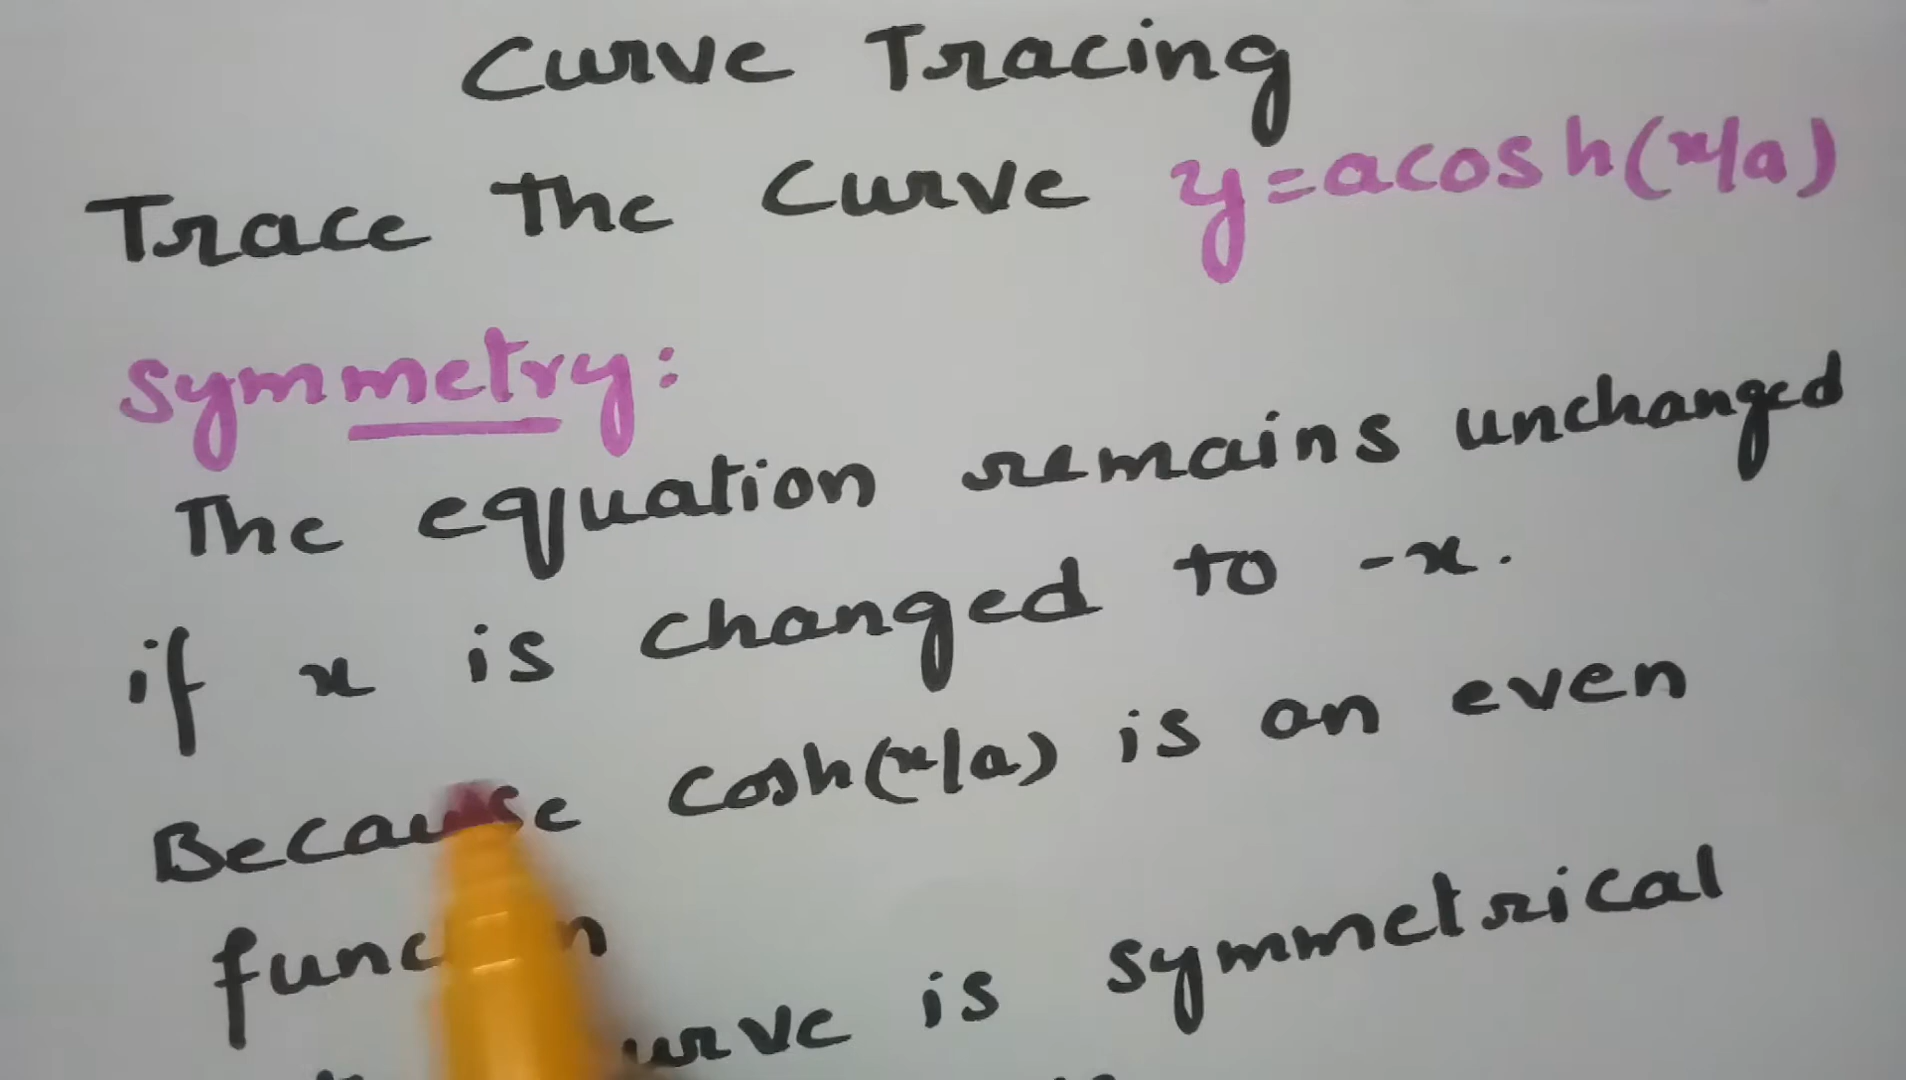 Curve Tracing
Trace the curve y=acosh(x/a)
Symmetry:
The equation remains unchanged
if x is changed to -x.
Because cosh(x/a) is an even
is symmetrical